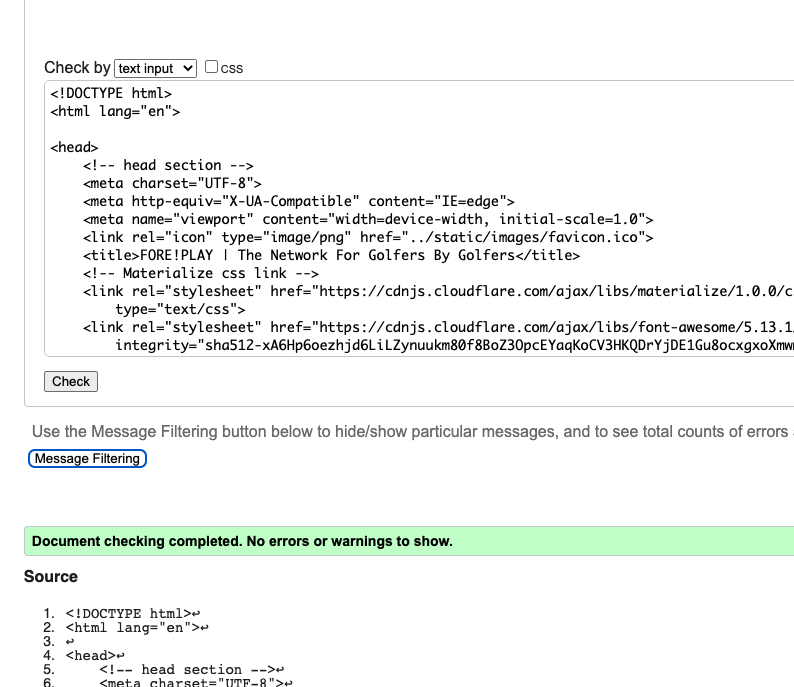 Check by text input css
<!DOCTYPE html>
<html lang="en">
<head>
<!-- head section -->
<meta charset="UTF-8">
<meta http-equiv="X-UA-Compatible" content="IE=edge">
<meta name="viewport" content="width=device-width, initial-scale=1.0">
<link rel="icon" type="image/png" href="../static/images/favicon.ico">
<title>FORE!PLAY | The Network For Golfers By Golfers</title>
<!-- Materialize css link -->
<link rel="stylesheet" href="https://cdnjs.cloudflare.com/ajax/libs/materialize/1.0.0/c
type="text/css">
<link rel="stylesheet" href="https://cdnjs.cloudflare.com/ajax/libs/font-awesome/5.13.1
Check
Use the Message Filtering button below to hide/show particular messages, and to see total counts of errors
Message Filtering
Document checking completed. No errors or warnings to show.
Source
1. <!DOCTYPE html>↩
2. <html lang="en">↩
3. ↩
4. <head>↩
5. <!-- head section -->↩
6. <meta charset="UTF-8">↩